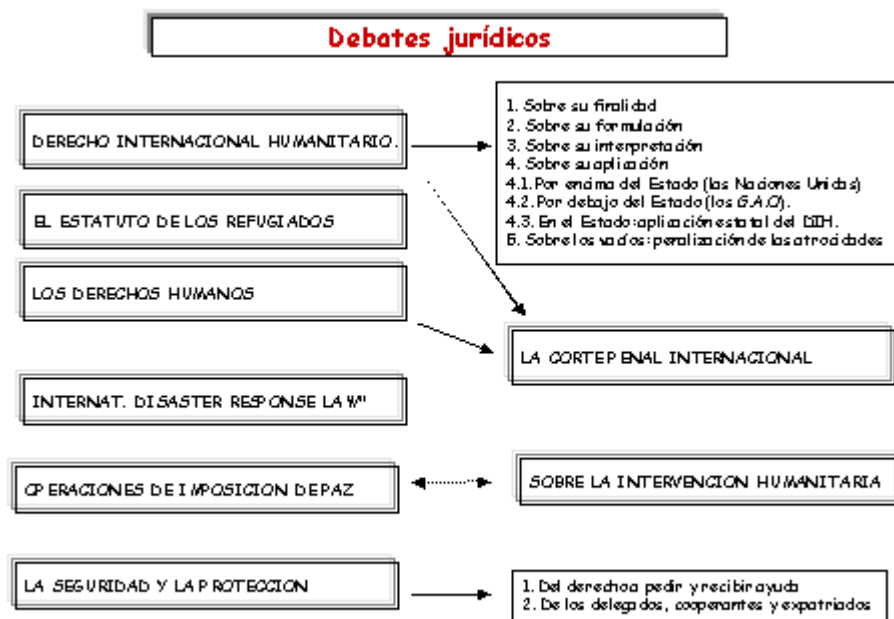 Debates jurídicos
DERECHO INTERNACIONAL HUMANITARIO.
1. Sobre su finalidad
2. Sobre su formulación
3. Sobre su interpretación
4. Sobre su aplicación
4.1. Por encima del Estado (las Naciones Unidas)
4.2. Por debajo del Estado (los G.A.O).
4.3. En el Estado: aplicación estatal del DIH.
5. Sobre los vacíos: penalización de las atrocidades
EL ESTATUTO DE LOS REFUGIADOS
LOS DERECHOS HUMANOS
LA CORTE PENAL INTERNACIONAL
INTERNAT. DISASTER RESPONSE LAW"
OPERACIONES DE IMPOSICION DE PAZ
SOBRE LA INTERVENCION HUMANITARIA
LA SEGURIDAD Y LA PROTECCION
1. Del derecho a pedir y recibir ayuda
2. De los delegados, cooperantes y expatriados